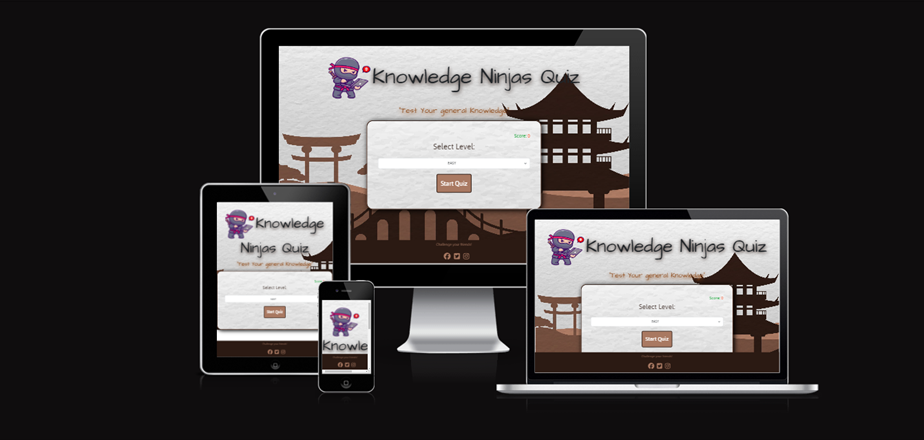 Knowledge Ninjas Quiz
"Test Your general Knowledge"
Score: 0
Select Level:
EASY
Start Quiz
Challenge your friends!
Knowledge
Ninjas Quiz
"Test Your general Knowledge"
Select Level:
Start Quiz
Knowle
Knowledge Ninjas Quiz
"Test Your general Knowledge"
Score: 0
Select Level:
EASY
Start Quiz